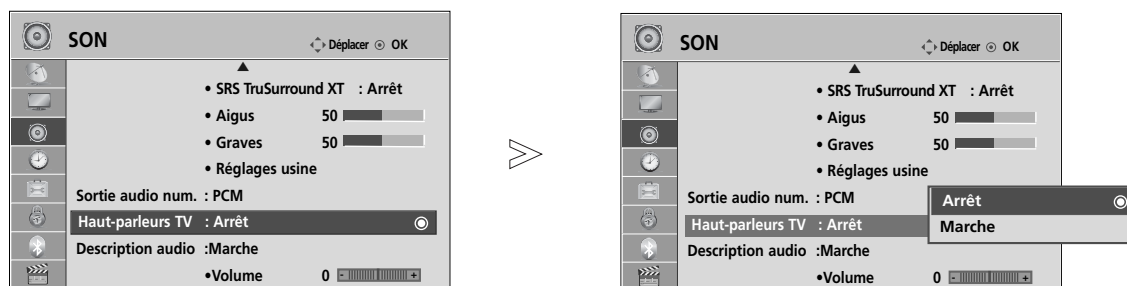 SON
Déplacer OK
• SRS TruSurround XT : Arrêt
• Aigus 50
• Graves 50
• Réglages usine
Sortie audio num. : PCM
Haut-parleurs TV : Arrêt
Description audio :Marche
•Volume 0 - +
SON
Déplacer OK
• SRS TruSurround XT : Arrêt
• Aigus 50
• Graves 50
• Réglages usine
Sortie audio num. : PCM
Haut-parleurs TV : Arrêt
Arrêt
Marche
Description audio :Marche
•Volume 0 - +